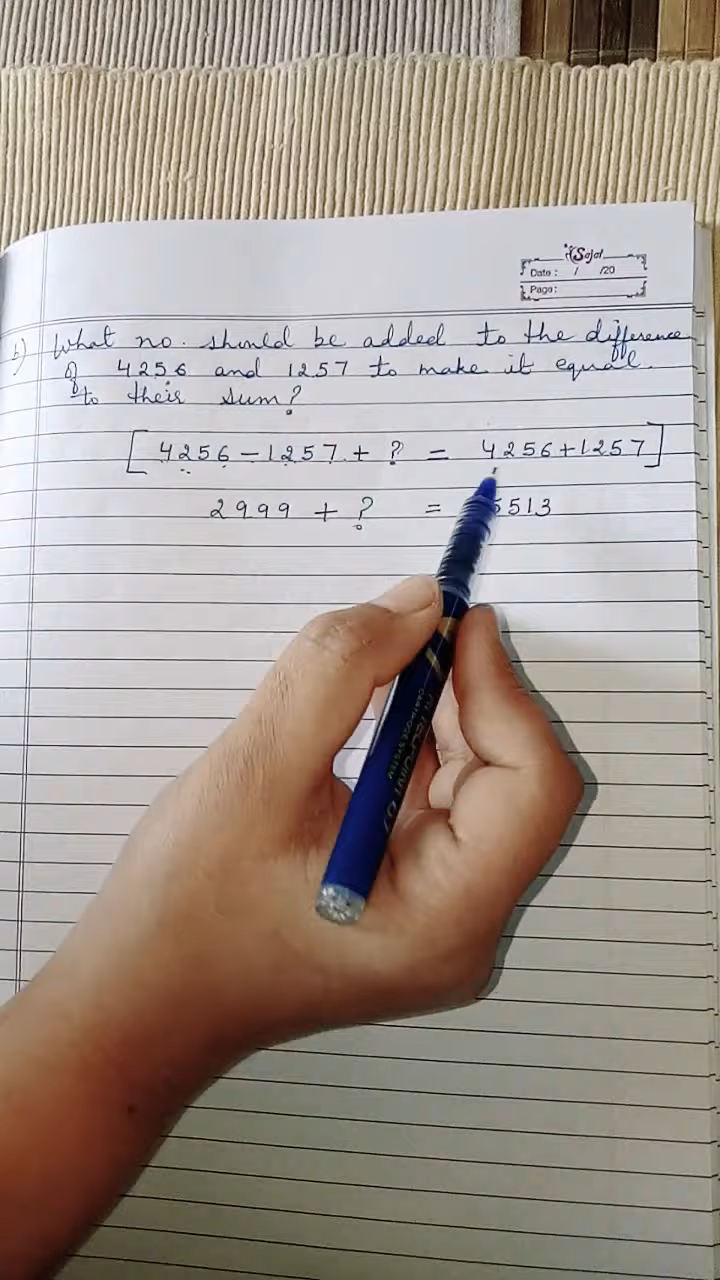 Sajal
Date : / /20
Page:
b) What no. should be added to the difference
of 4256 and 1257 to make it equal
to their sum?
[ 4256 - 1257 + ? = 4256 + 1257 ]
2999 + ? = 5513